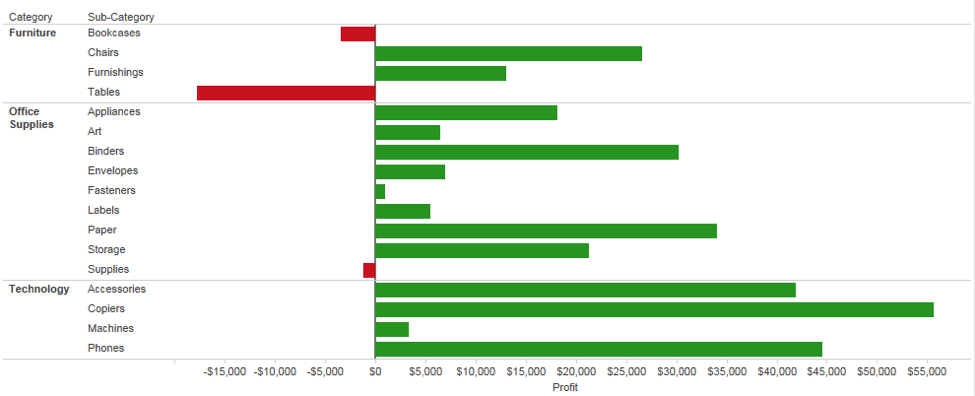 Category Sub-Category
Furniture Bookcases
Chairs
Furnishings
Tables
Office Supplies Appliances
Art
Binders
Envelopes
Fasteners
Labels
Paper
Storage
Supplies
Technology Accessories
Copiers
Machines
Phones
-$15,000 -$10,000 -$5,000 $0 $5,000 $10,000 $15,000 $20,000 $25,000 $30,000 $35,000 $40,000 $45,000 $50,000 $55,000
Profit